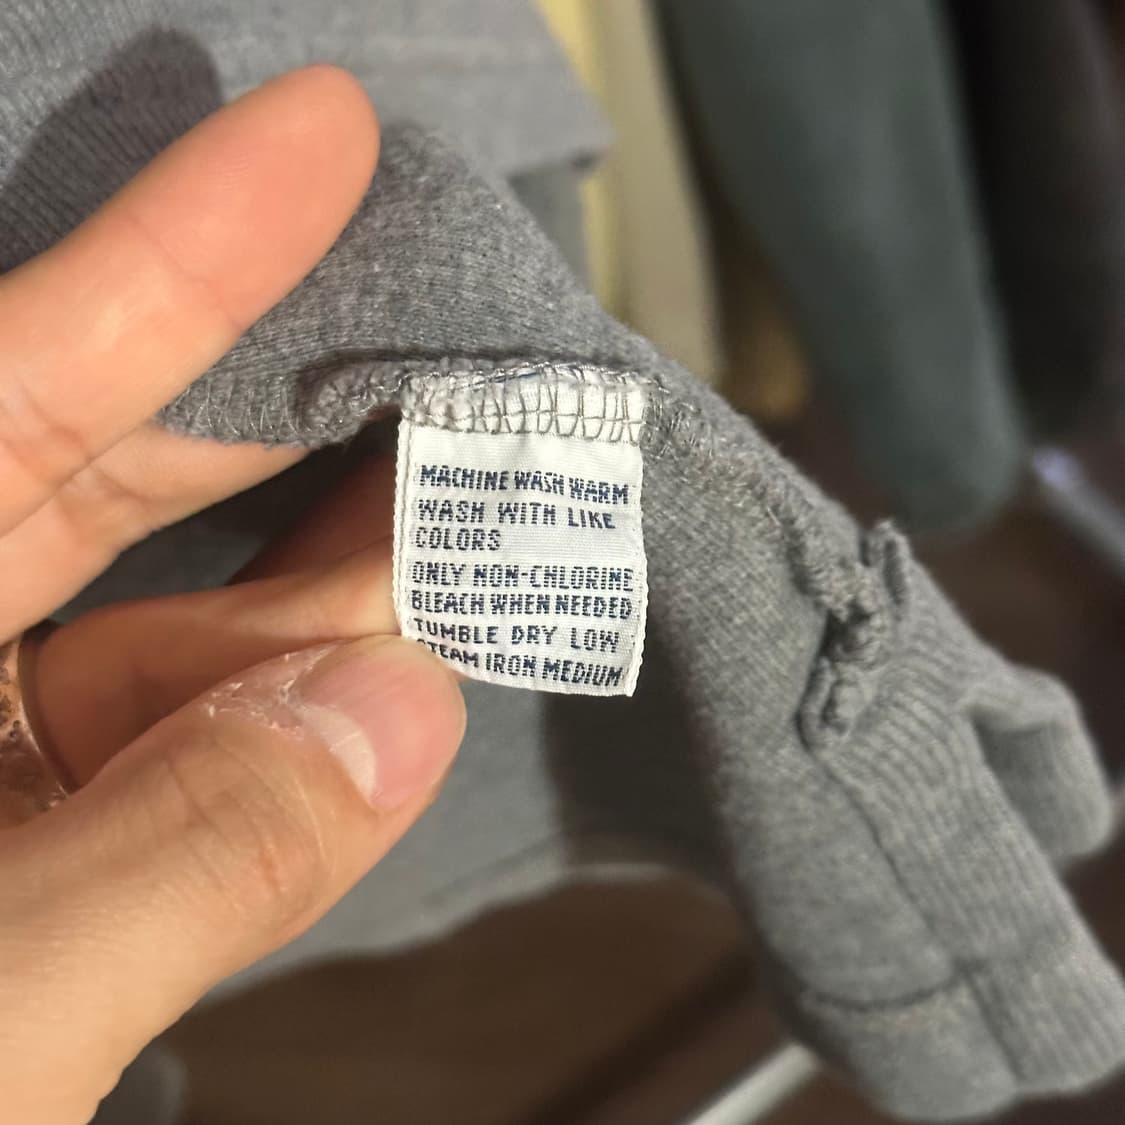 MACHINE WASH WARM
WASH WITH LIKE
COLORS
ONLY NON-CHLORINE
BLEACH WHEN NEEDED
TUMBLE DRY LOW
STEAM IRON MEDIUM